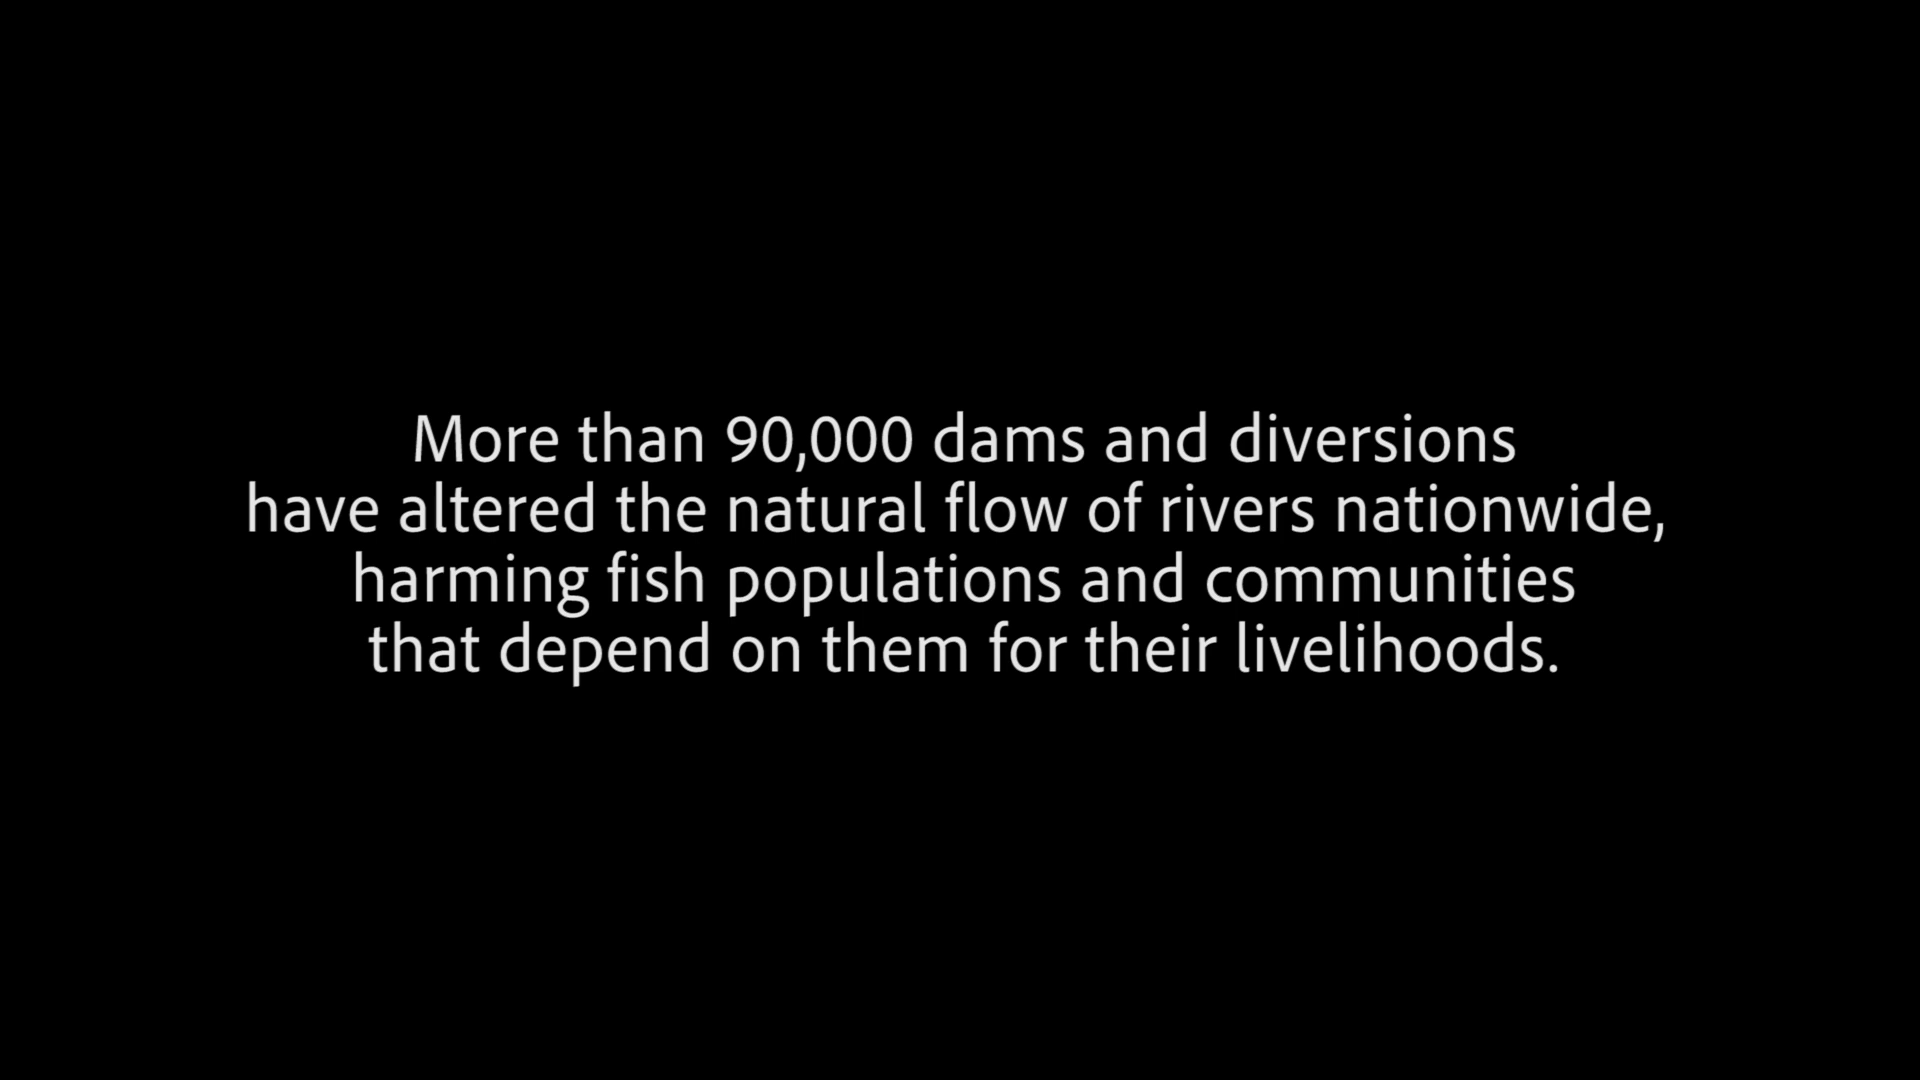 More than 90,000 dams and diversions
have altered the natural flow of rivers nationwide,
harming fish populations and communities
that depend on them for their livelihoods.